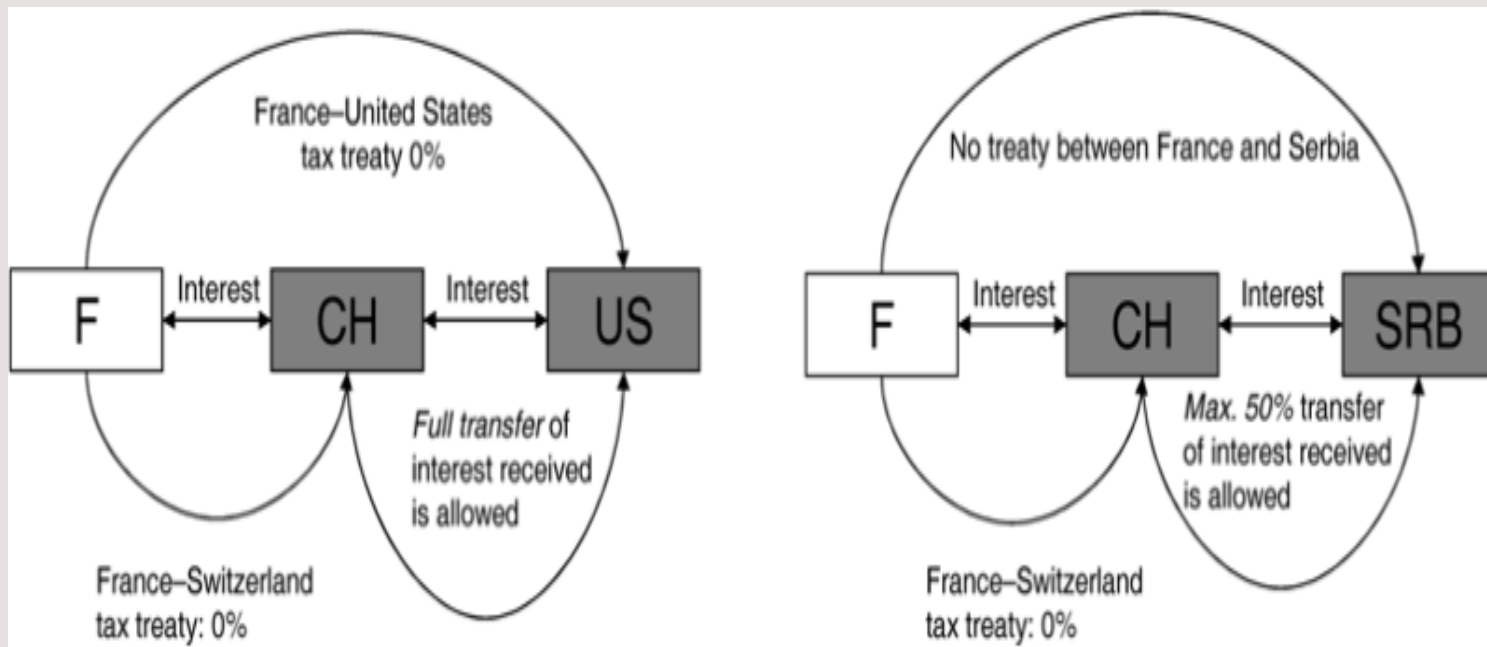 France–United States
tax treaty 0%
F
Interest
CH
Interest
US
Full transfer of
interest received
is allowed
France–Switzerland
tax treaty: 0%
No treaty between France and Serbia
F
Interest
CH
Interest
SRB
Max. 50% transfer
of interest received
is allowed
France–Switzerland
tax treaty: 0%